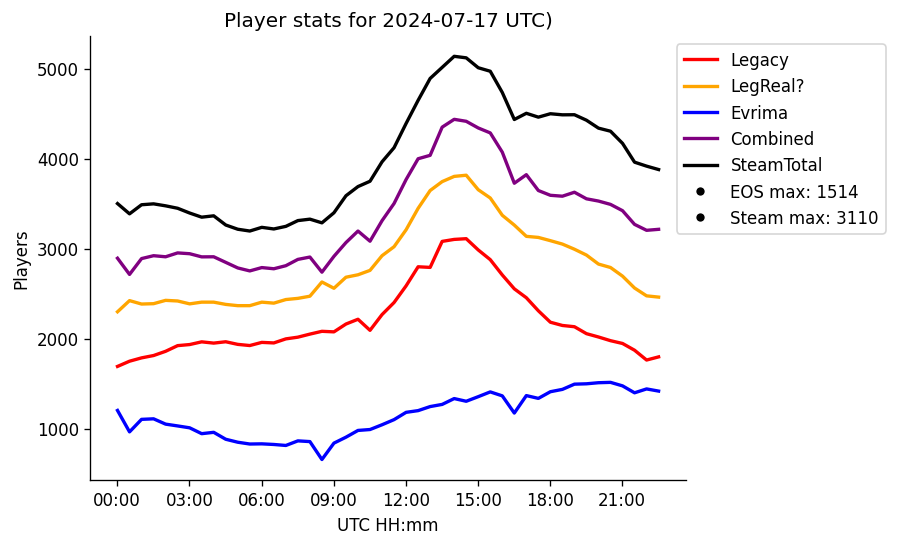 Player stats for 2024-07-17 UTC)
Players
5000
4000
3000
2000
1000
00:00 03:00 06:00 09:00 12:00 15:00 18:00 21:00
UTC HH:mm
Legacy
LegReal?
Evrima
Combined
SteamTotal
EOS max: 1514
Steam max: 3110